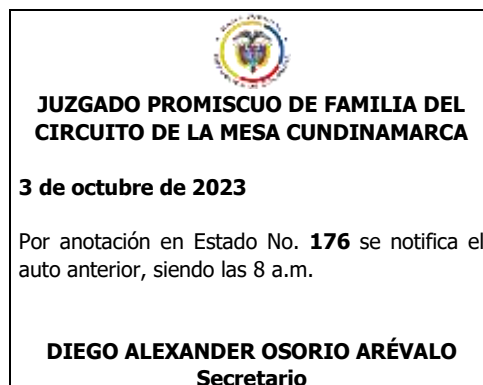 JUZGADO PROMISCUO DE FAMILIA DEL
CIRCUITO DE LA MESA CUNDINAMARCA
3 de octubre de 2023
Por anotación en Estado No. 176 se notifica el
auto anterior, siendo las 8 a.m.
DIEGO ALEXANDER OSORIO ARÉVALO
Secretario